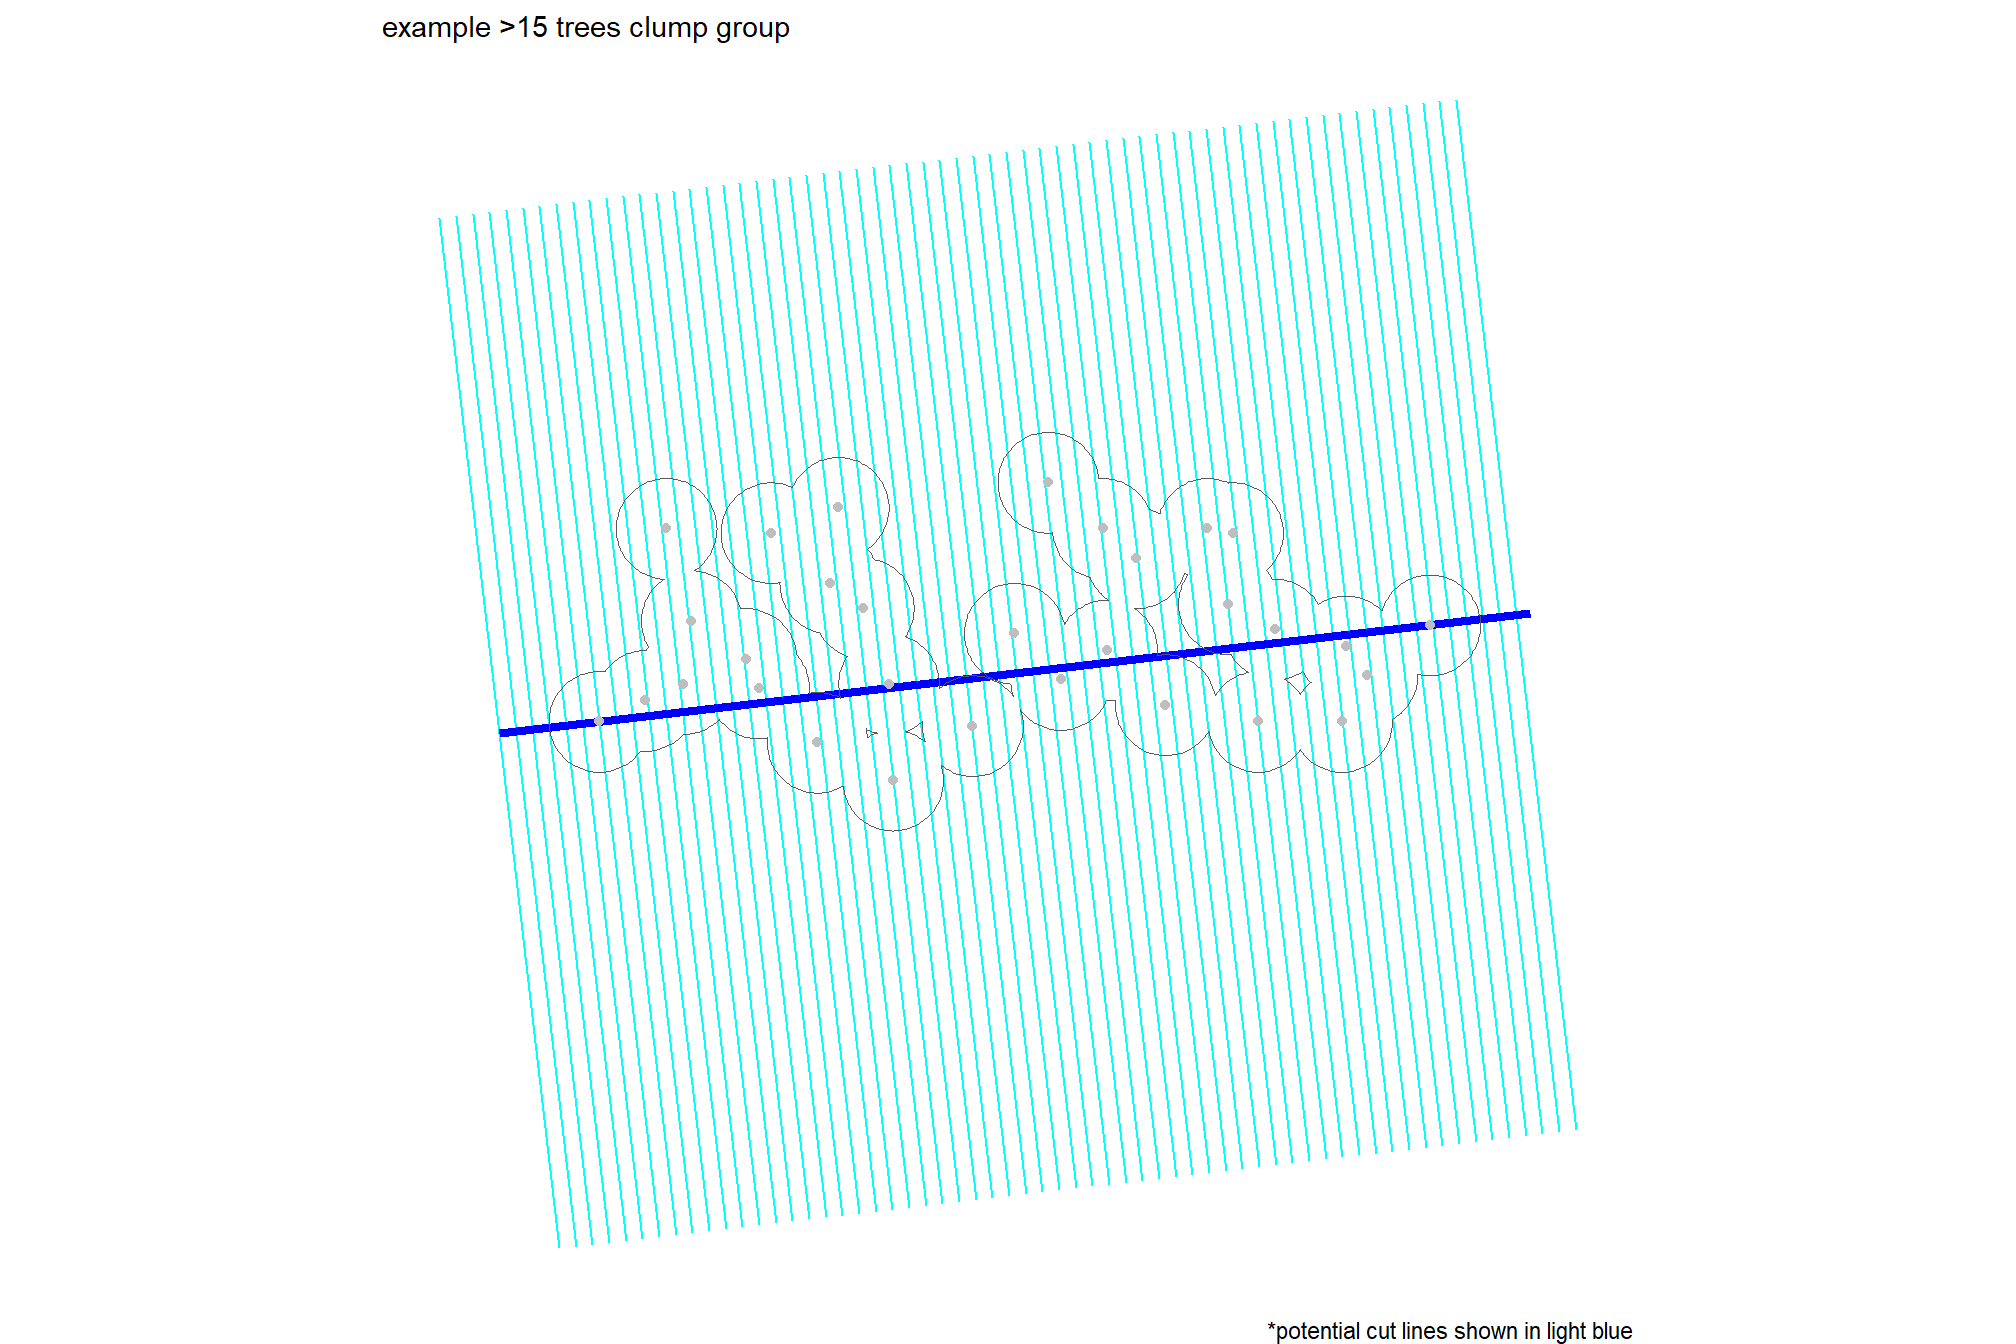 example >15 trees clump group
*potential cut lines shown in light blue